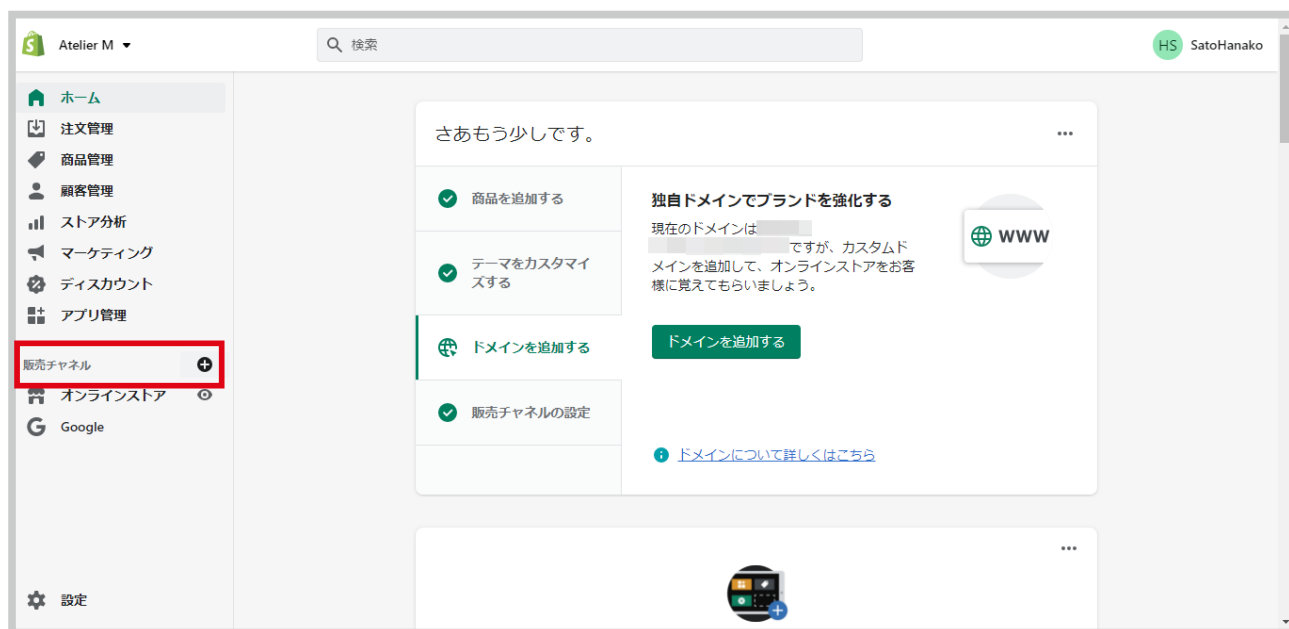 Atelier M
検索
HS SatoHanako
ホーム
注文管理
商品管理
顧客管理
ストア分析
マーケティング
ディスカウント
アプリ管理
販売チャネル
オンラインストア
Google
設定
さあもう少しです。
商品を追加する
テーマをカスタマイ
ズする
ドメインを追加する
販売チャネルの設定
独自ドメインでブランドを強化する
現在のドメインは
ですが、カスタムド
メインを追加して、オンラインストアをお客
様に覚えてもらいましょう。
www
ドメインを追加する
ドメインについて詳しくはこちら